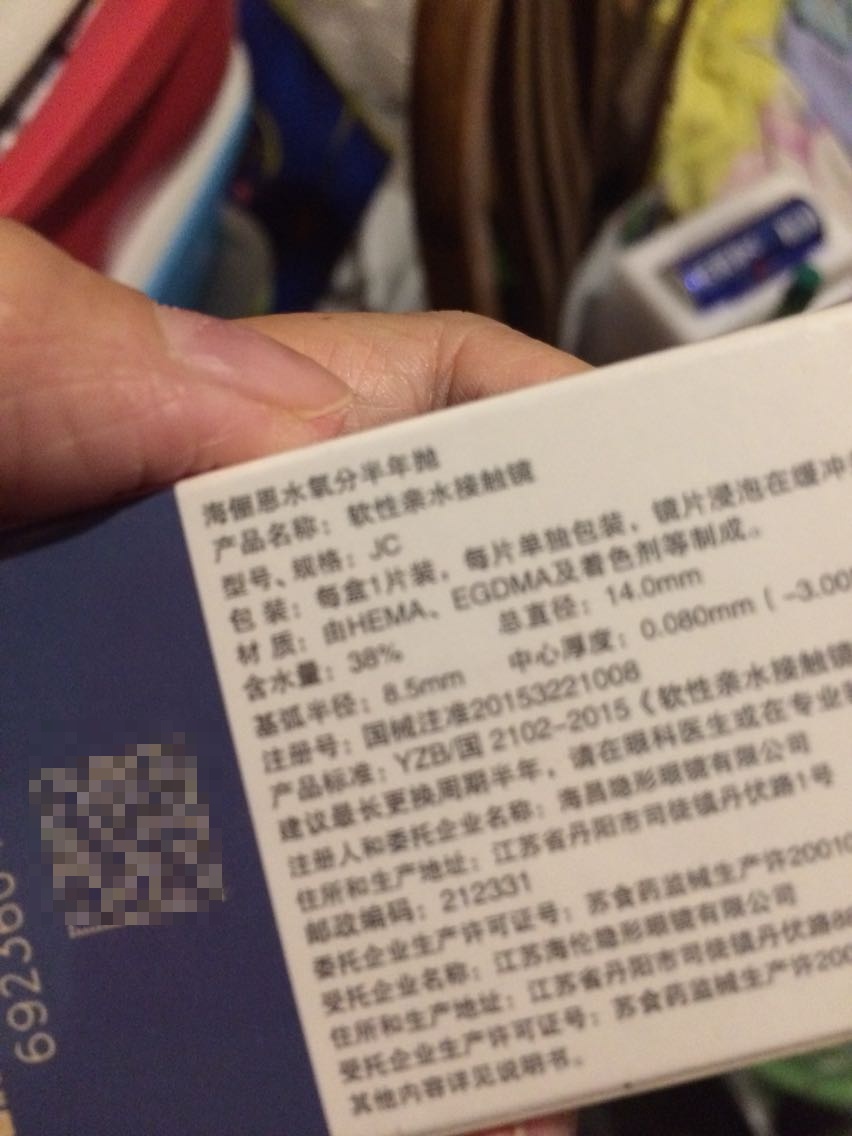 海俪恩水氧分半年抛
产品名称：软性亲水接触镜
型号、规格：JC
包 装：每盒1片装，每片单独包装，镜片浸泡在缓冲
材 质：由HEMA、EGDMA及着色剂等制成。
含水量：38% 总直径：14.0mm
基弧半径：8.5mm 中心厚度：0.080mm（-3.00
注册号：国械注准20153221008
产品标准：YZB/国 2102-2015《软性亲水接触镜
建议最长更换周期半年，请在眼科医生或在专业
注册人和委托企业名称：海昌隐形眼镜有限公司
住所和生产地址：江苏省丹阳市司徒镇丹伏路1号
邮政编码：212331
委托企业生产许可证号：苏食药监械生产许20010
受托企业名称：江苏海伦隐形眼镜有限公司
住所和生产地址：江苏省丹阳市司徒镇丹伏路8
受托企业生产许可证号：苏食药监械生产许200
其他内容详见说明书。
692360